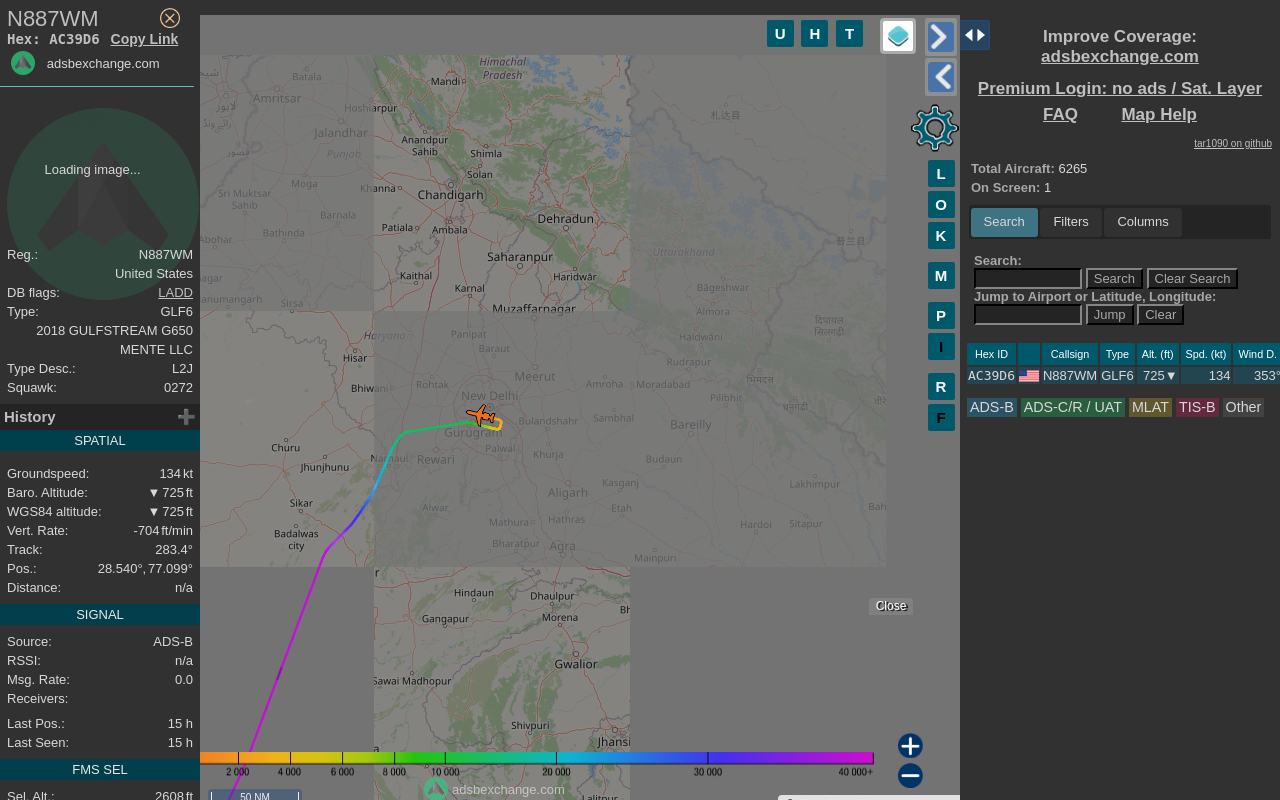 N887WM
Hex: AC39D6 Copy Link
adsbexchange.com
Loading image...
Reg.: N887WM
United States
DB flags: LADD
Type: GLF6
2018 GULFSTREAM G650
MENTE LLC
Type Desc.: L2J
Squawk: 0272
History
SPATIAL
Groundspeed: 134 kt
Baro. Altitude: ▼ 725 ft
WGS84 altitude: ▼ 725 ft
Vert. Rate: -704 ft/min
Track: 283.4°
Pos.: 28.540°, 77.099°
Distance: n/a
SIGNAL
Source: ADS-B
RSSI: n/a
Msg. Rate: 0.0
Receivers:
Last Pos.: 15 h
Last Seen: 15 h
FMS SEL
Sel. Alt.: 2608 ft
U H T
L
O
K
M
P
I
R
F
Himachal
Pradesh
Batala
Mandi
Amritsar
Hoshiarpur
Jalandhar
Punjab
Anandpur
Sahib
Shimla
Solan
Moga
Khanna
Chandigarh
Sri Muktsar
Sahib
Barnala
Patiala
Ambala
Dehradun
Abohar
Bathinda
Saharanpur
Uttarakhand
Kaithal
Haridwar
Karnal
Hanumangarh
Sirsa
Bāgeshwar
Muzaffarnagar
Almora
Haryana
Panipat
Haldwani
Baraut
Hisar
Rudrapur
Meerut
Bhiwani
Rohtak
Amroha
Moradabad
New Delhi
Pilibhit
Bulandshahr
Sambhal
Gurugram
Bareilly
Churu
Narnaul
Rewari
Palwal
Khurja
Budaun
Jhunjhunu
Kasganj
Lakhimpur
Sikar
Aligarh
Alwar
Etah
Bah
Mathura
Hathras
Hardoi
Sitapur
Badalwas
city
Bharatpur
Agra
Mainpuri
Hindaun
Dhaulpur
Gangapur
Morena
Bh
Gwalior
Sawai Madhopur
Shivpuri
Jhansi
Lalitpur
Close
2 000 4 000 6 000 8 000 10 000 20 000 30 000 40 000+
adsbexchange.com
50 NM
Improve Coverage:
adsbexchange.com
Premium Login: no ads / Sat. Layer
FAQ Map Help
tar1090 on github
Total Aircraft: 6265
On Screen: 1
Search Filters Columns
Search:
Search Clear Search
Jump to Airport or Latitude, Longitude:
Jump Clear
Hex ID Callsign Type Alt. (ft) Spd. (kt) Wind D.
AC39D6 N887WM GLF6 725▼ 134 353°
ADS-B ADS-C/R / UAT MLAT TIS-B Other